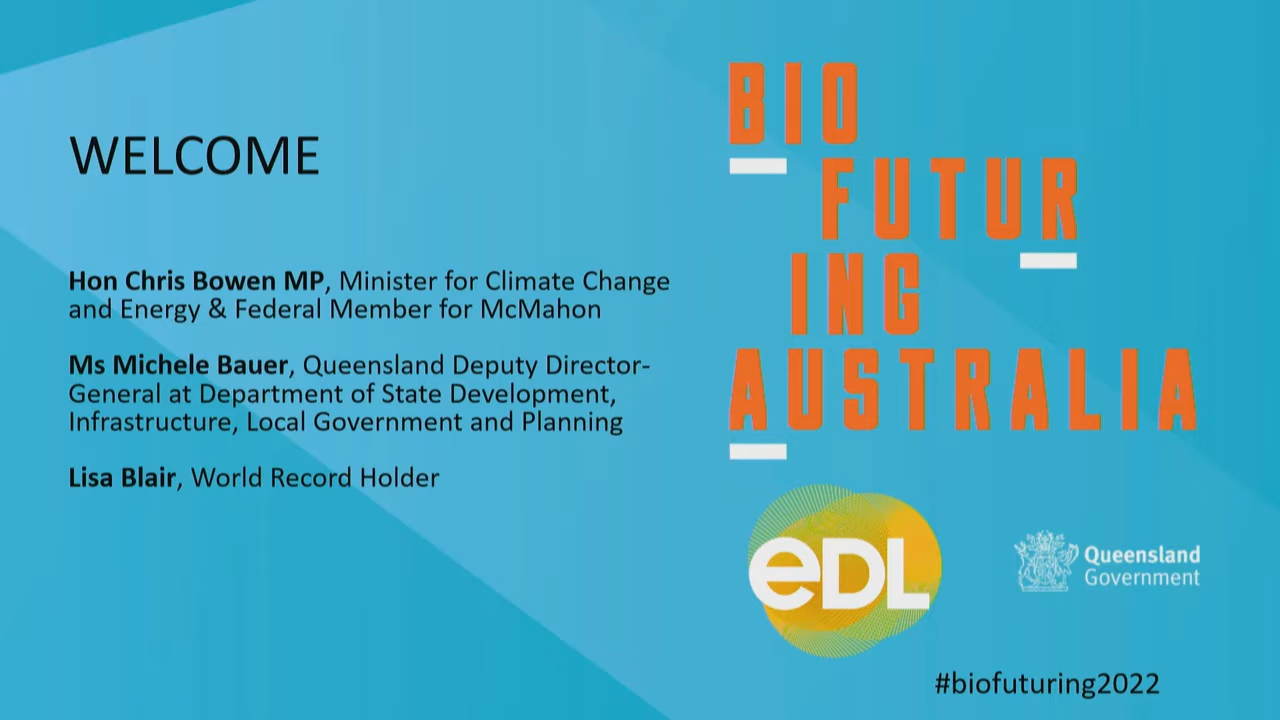 WELCOME
Hon Chris Bowen MP, Minister for Climate Change
and Energy & Federal Member for McMahon
Ms Michele Bauer, Queensland Deputy Director-
General at Department of State Development,
Infrastructure, Local Government and Planning
Lisa Blair, World Record Holder
BIO
FUTUR
ING
AUSTRALIA
eDL
Queensland
Government
#biofuturing2022